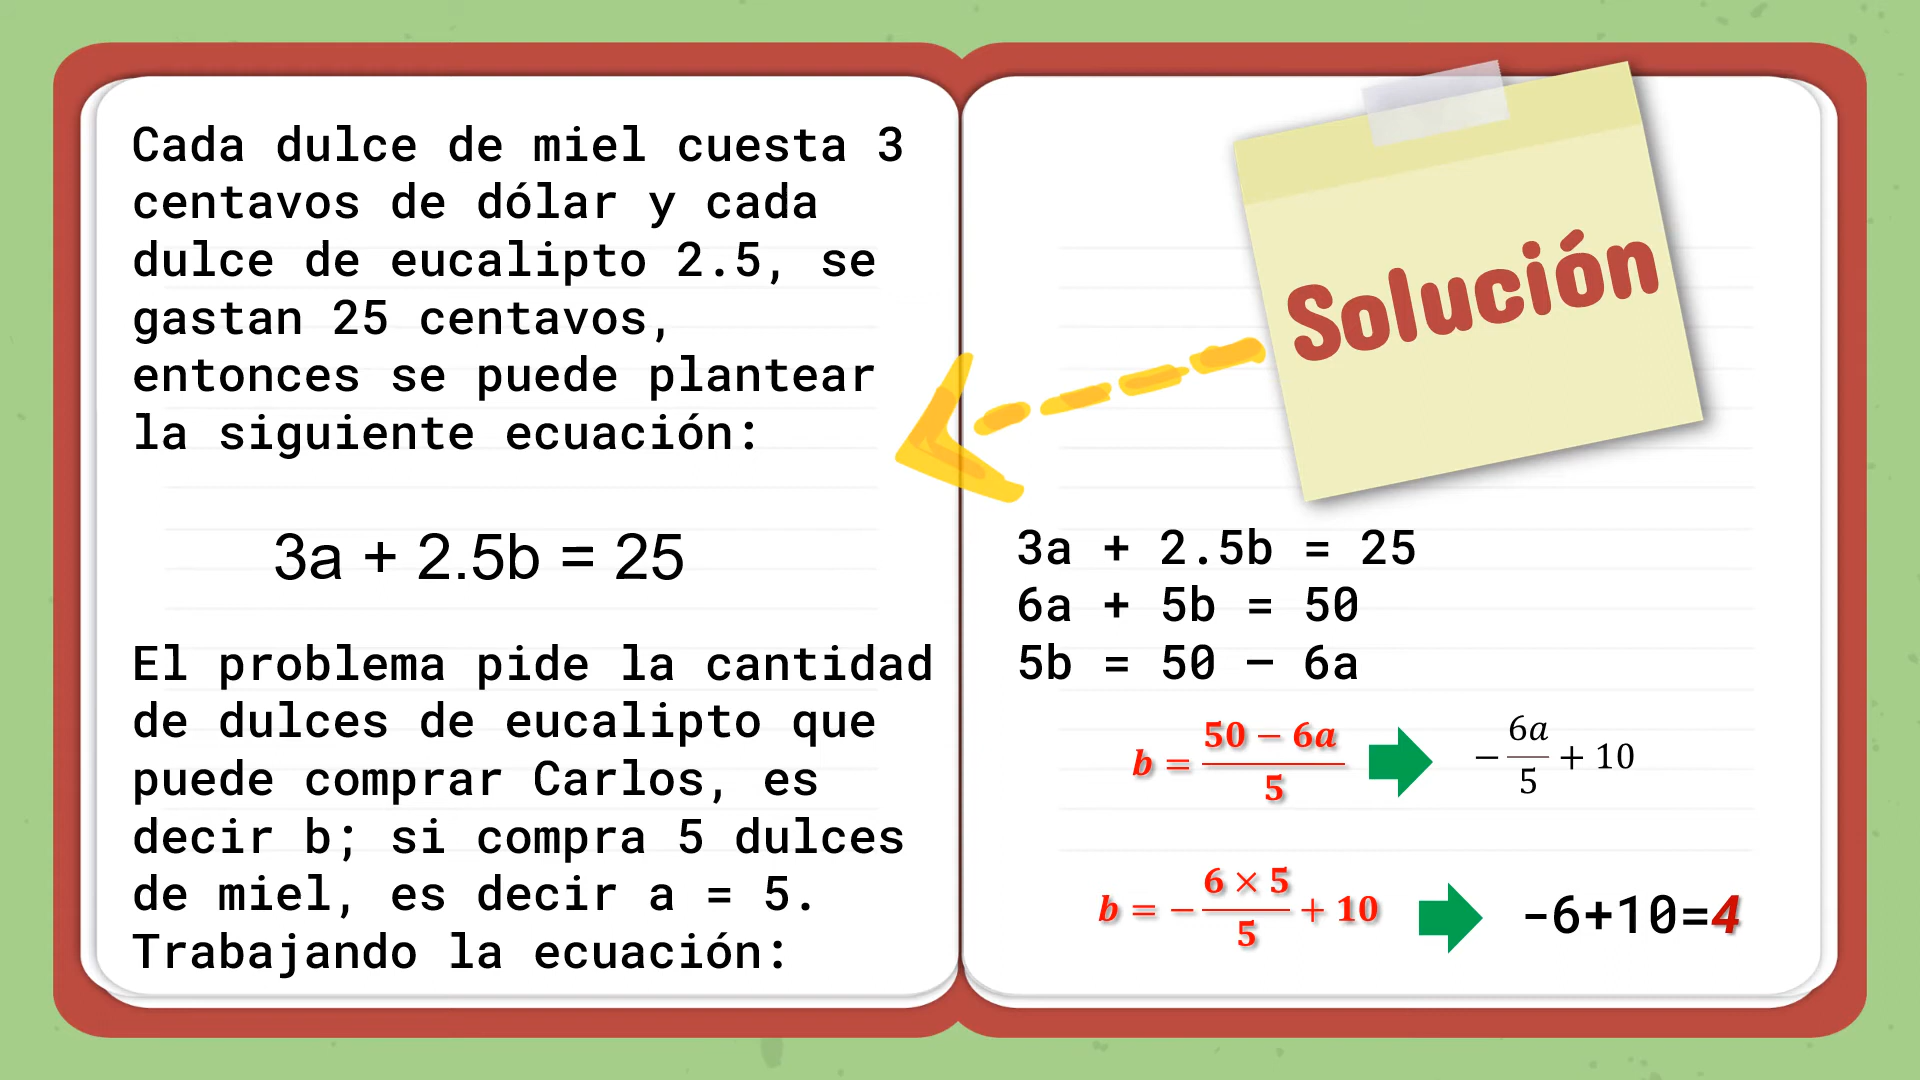 Cada dulce de miel cuesta 3
centavos de dólar y cada
dulce de eucalipto 2.5, se
gastan 25 centavos,
entonces se puede plantear
la siguiente ecuación:
3a + 2.5b = 25
El problema pide la cantidad
de dulces de eucalipto que
puede comprar Carlos, es
decir b; si compra 5 dulces
de miel, es decir a = 5.
Trabajando la ecuación:
Solución
3a + 2.5b = 25
6a + 5b = 50
5b = 50 – 6a
b = (50 − 6a)/5 − 6a/5 + 10
b = − (6 × 5)/5 + 10 -6+10=4